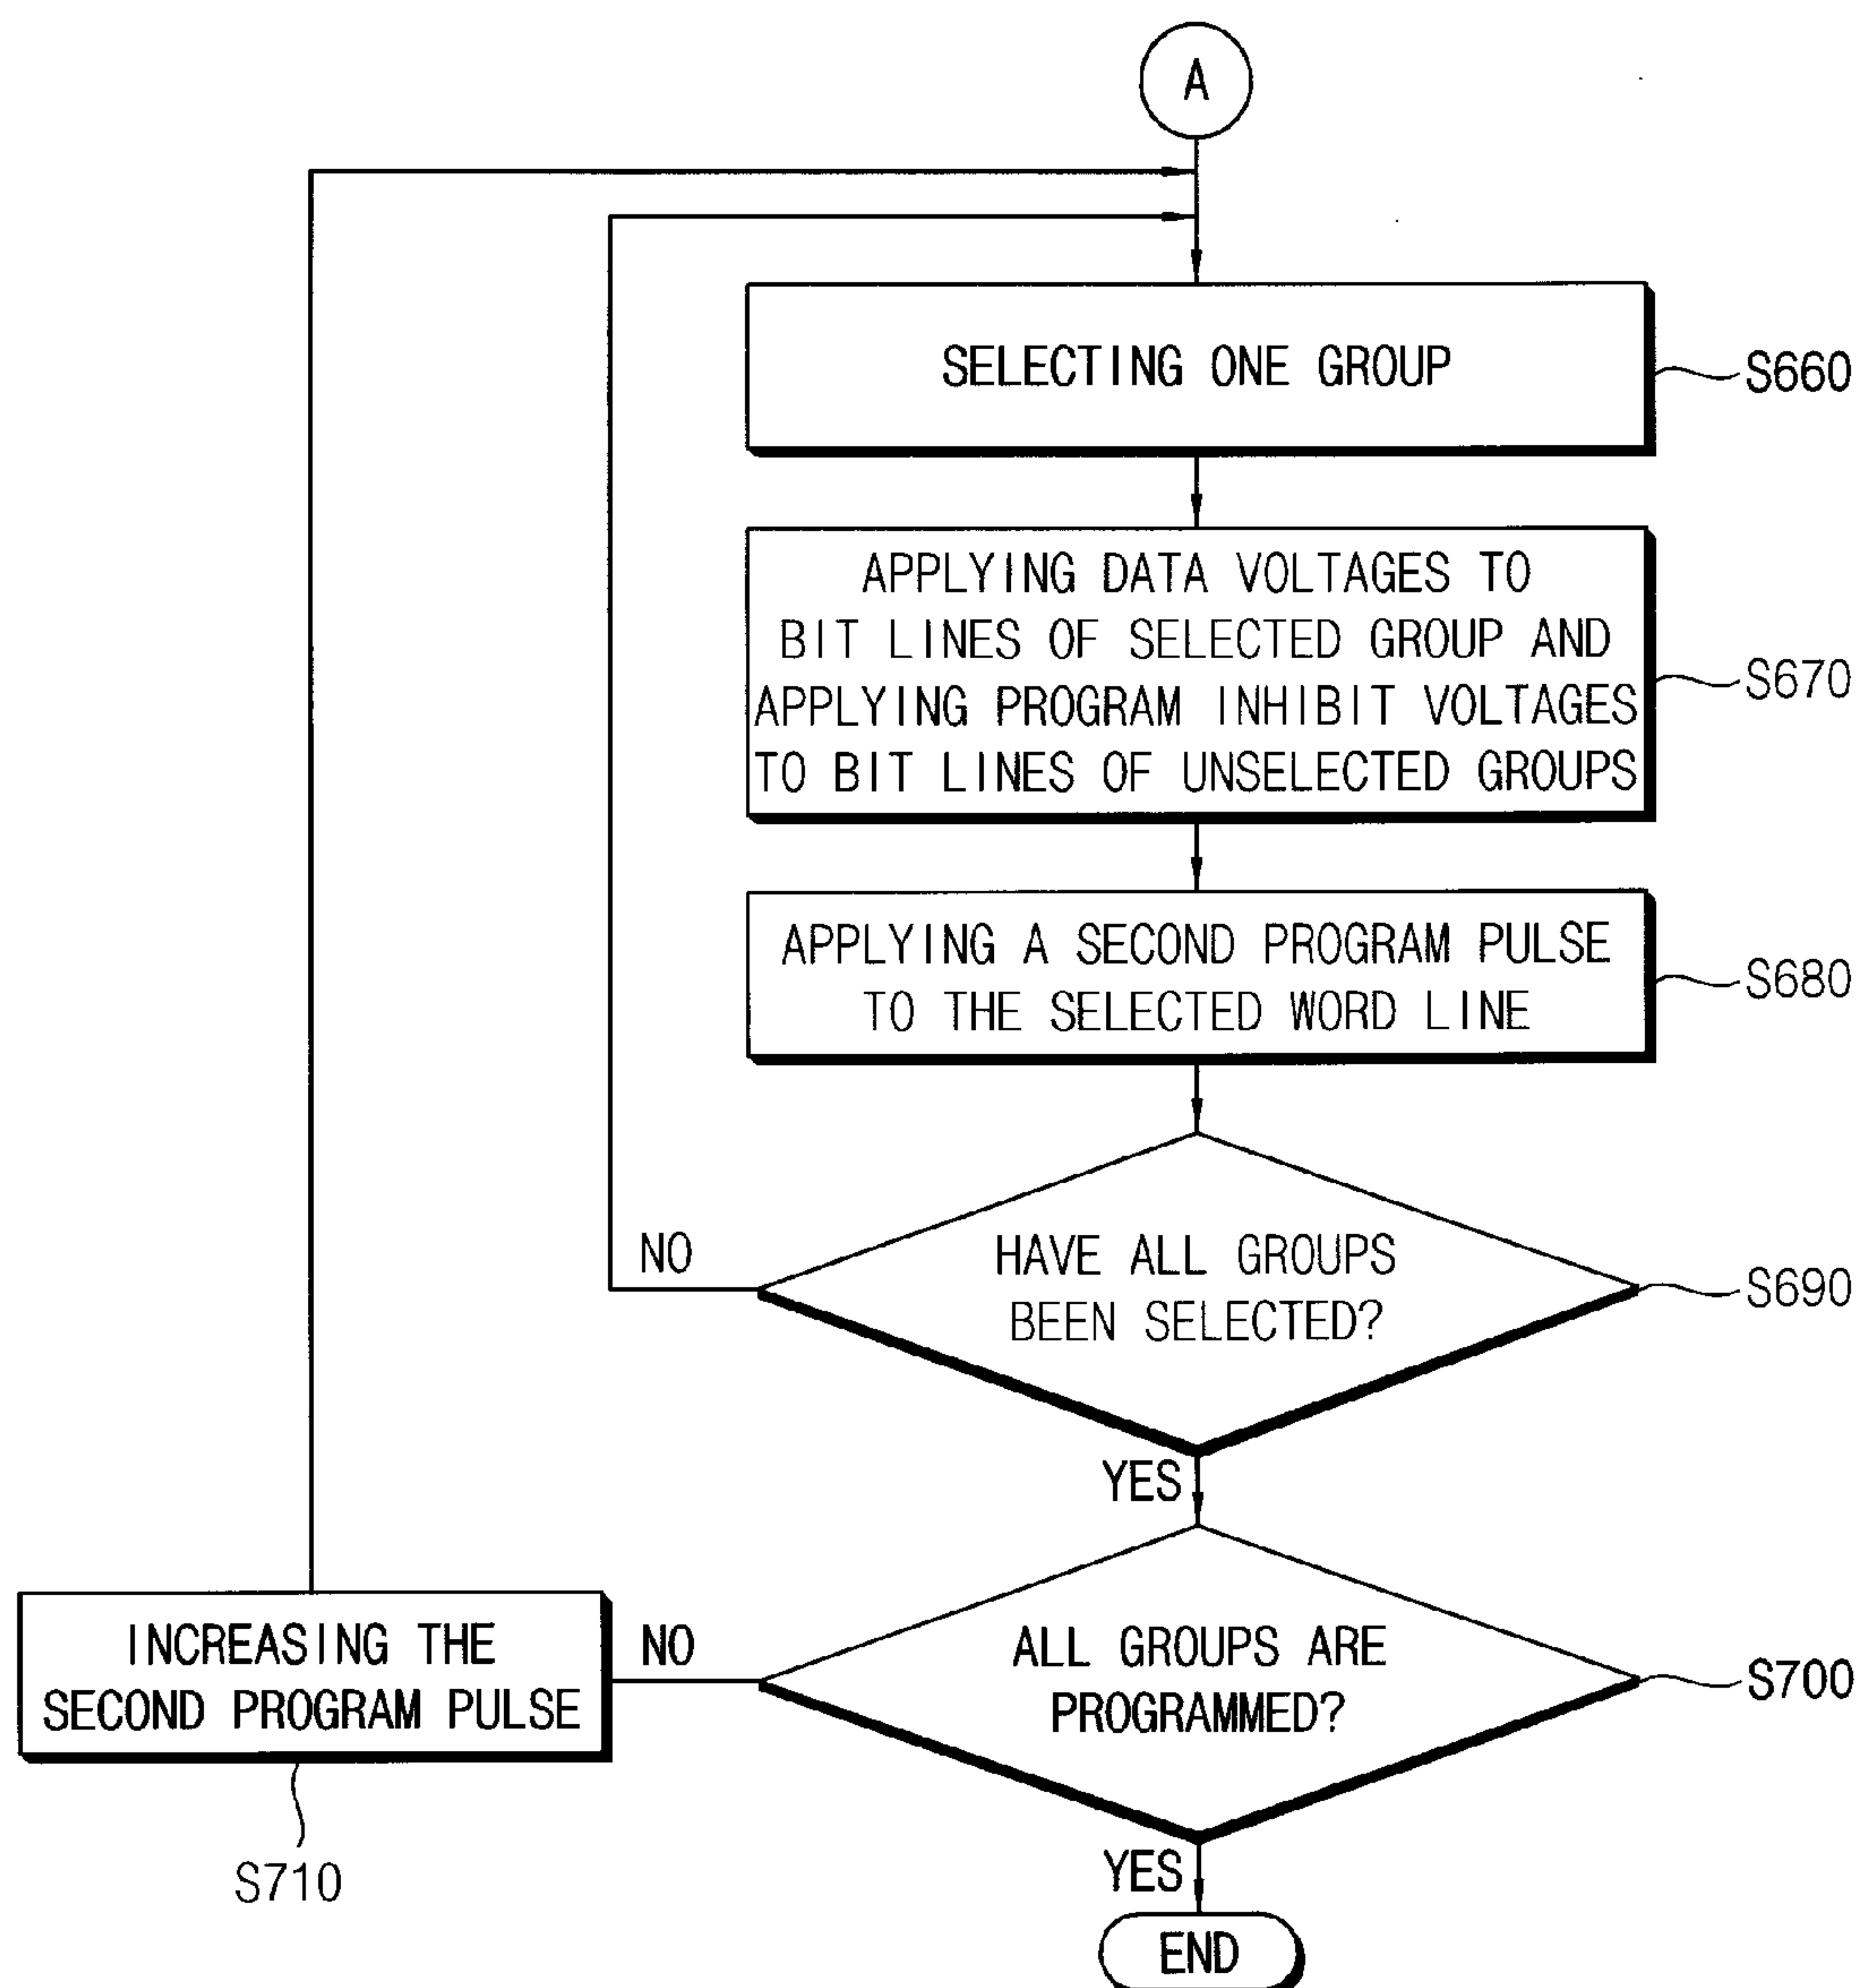 A
SELECTING ONE GROUP
S660
APPLYING DATA VOLTAGES TO
BIT LINES OF SELECTED GROUP AND
APPLYING PROGRAM INHIBIT VOLTAGES
TO BIT LINES OF UNSELECTED GROUPS
S670
APPLYING A SECOND PROGRAM PULSE
TO THE SELECTED WORD LINE
S680
HAVE ALL GROUPS
BEEN SELECTED?
S690
NO
YES
ALL GROUPS ARE
PROGRAMMED?
S700
NO
INCREASING THE
SECOND PROGRAM PULSE
S710
YES
END